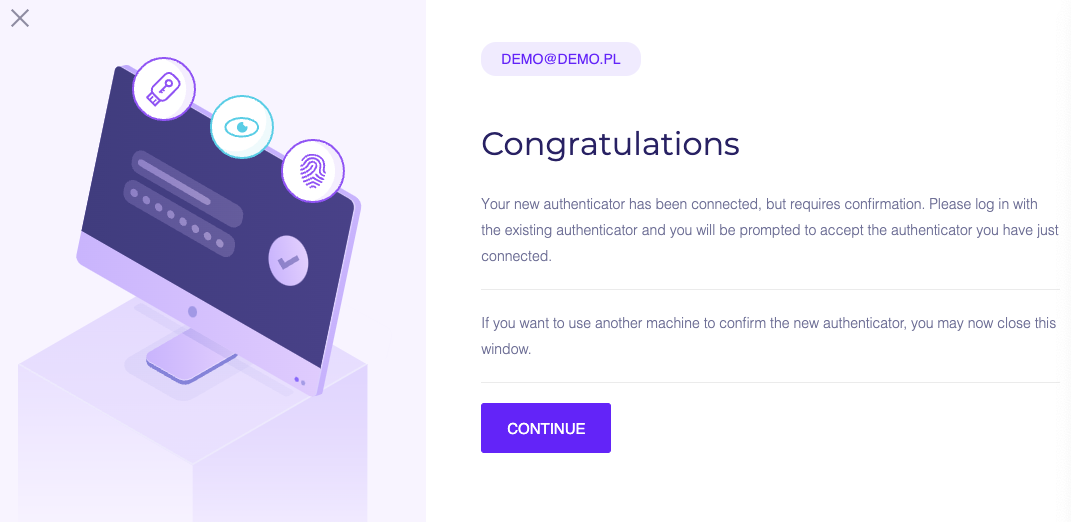 DEMO@DEMO.PL
Congratulations
Your new authenticator has been connected, but requires confirmation. Please log in with
the existing authenticator and you will be prompted to accept the authenticator you have just
connected.
If you want to use another machine to confirm the new authenticator, you may now close this
window.
CONTINUE